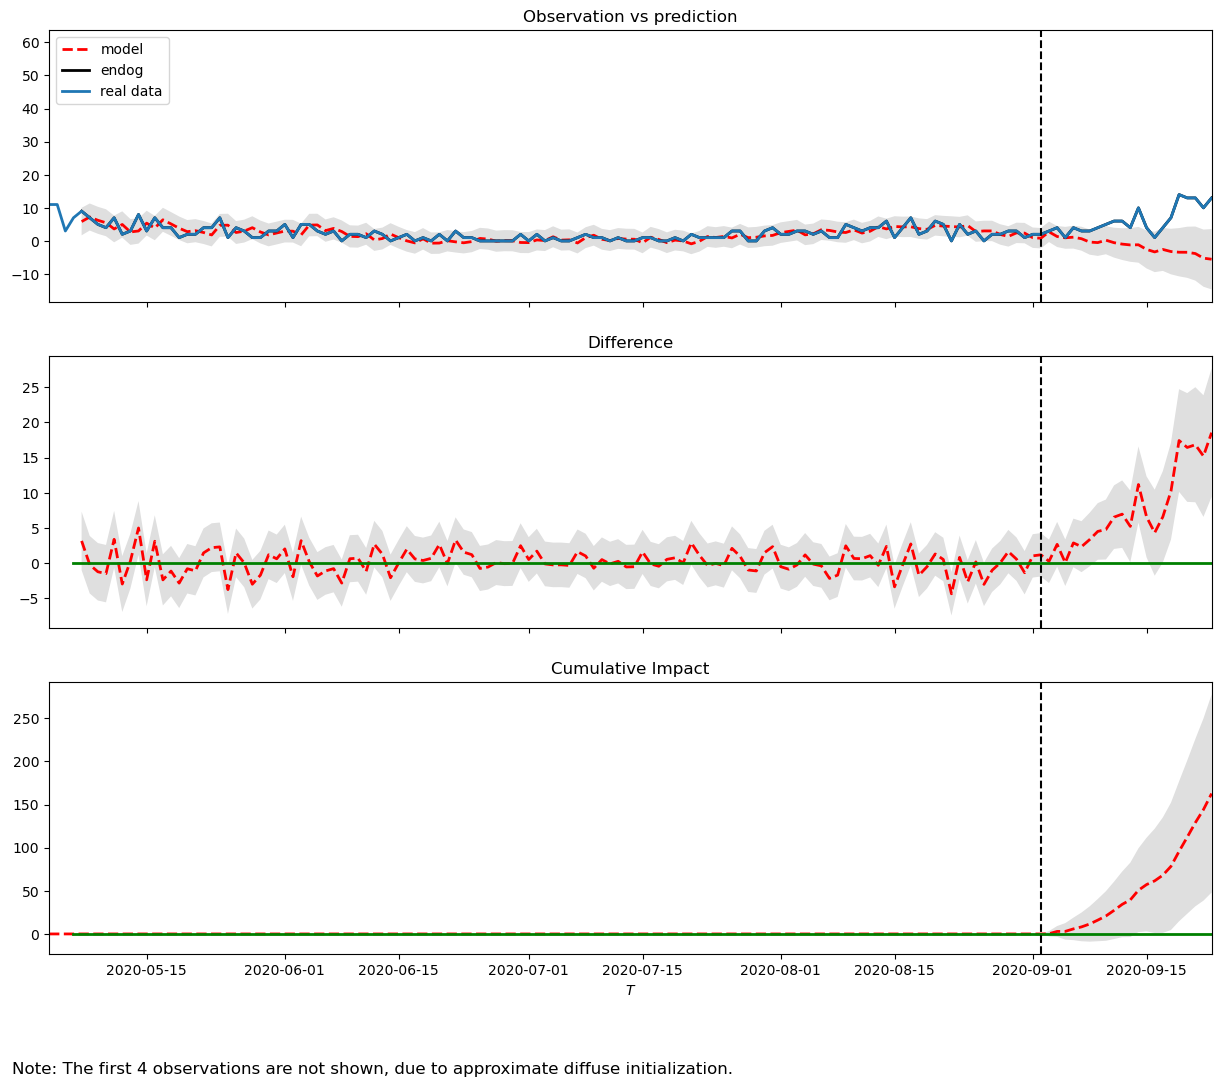 Observation vs prediction
60
50
40
30
20
10
0
−10
model
endog
real data
Difference
25
20
15
10
5
0
−5
Cumulative Impact
250
200
150
100
50
0
2020-05-15 2020-06-01 2020-06-15 2020-07-01 2020-07-15 2020-08-01 2020-08-15 2020-09-01 2020-09-15
T
Note: The first 4 observations are not shown, due to approximate diffuse initialization.